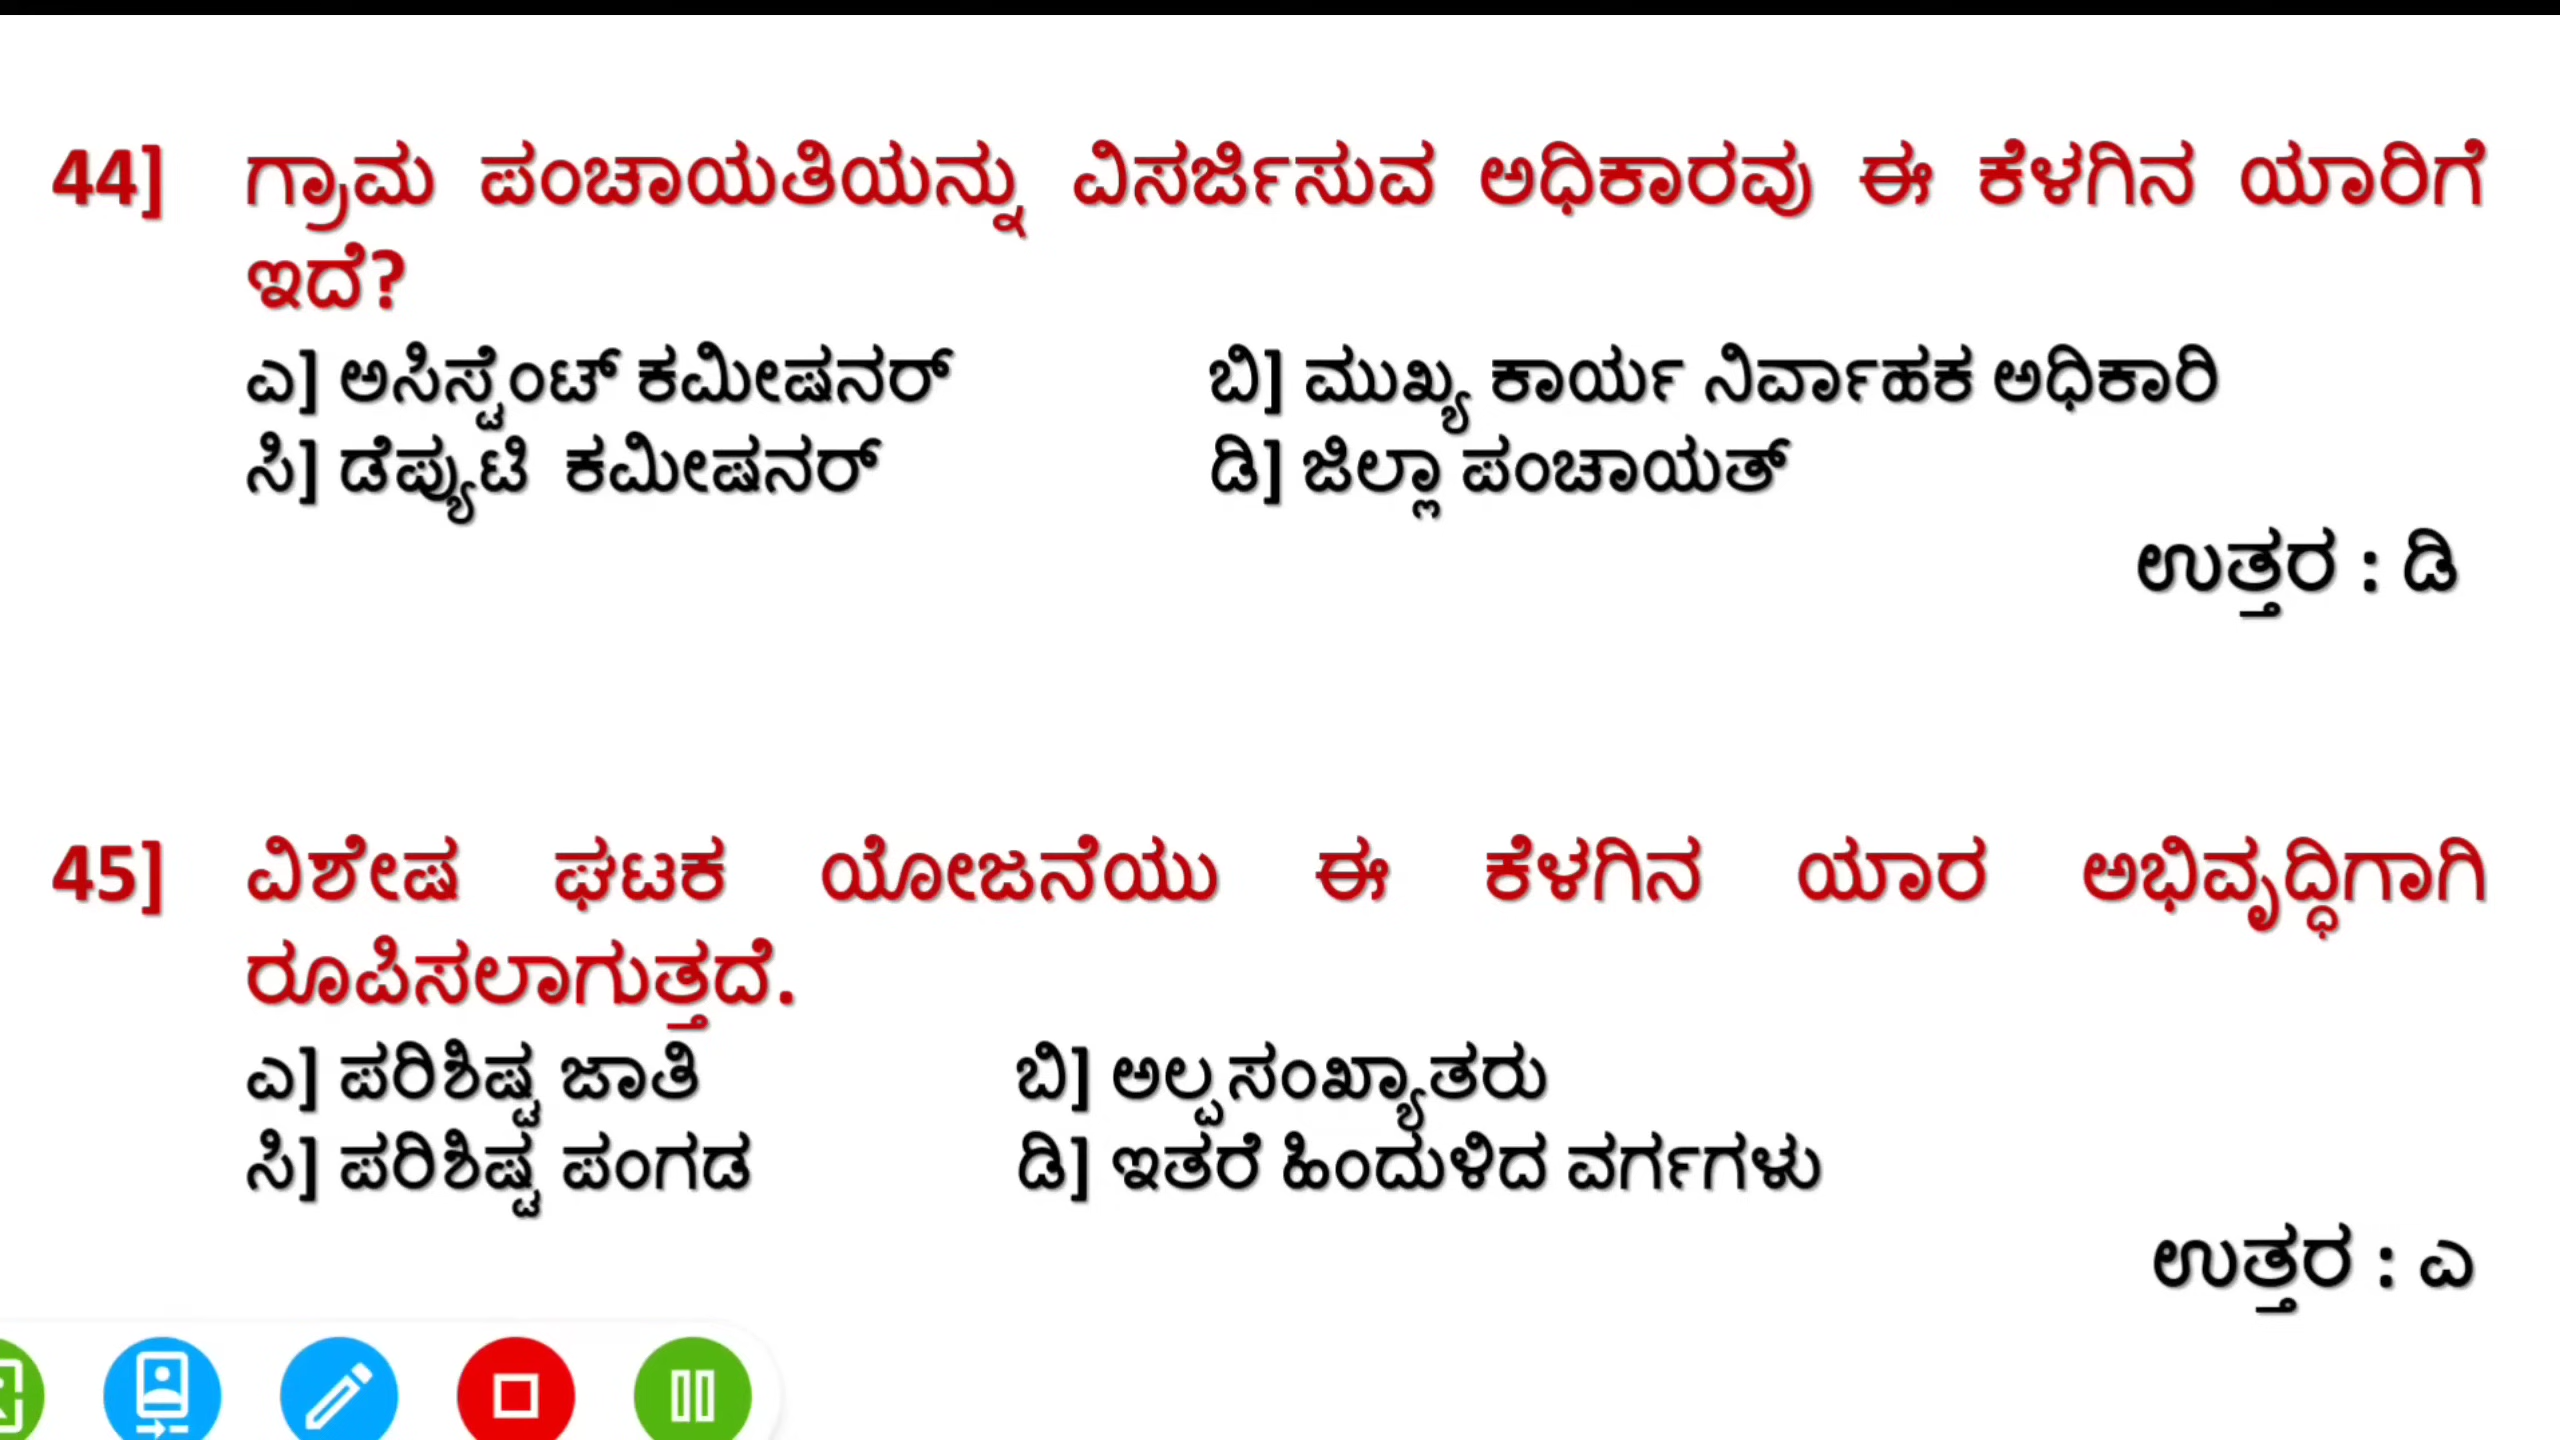 44] ಗ್ರಾಮ ಪಂಚಾಯತಿಯನ್ನು ವಿಸರ್ಜಿಸುವ ಅಧಿಕಾರವು ಈ ಕೆಳಗಿನ ಯಾರಿಗೆ
ಇದೆ?
ಎ] ಅಸಿಸ್ಟೆಂಟ್ ಕಮೀಷನರ್ ಬಿ] ಮುಖ್ಯ ಕಾರ್ಯ ನಿರ್ವಾಹಕ ಅಧಿಕಾರಿ
ಸಿ] ಡೆಪ್ಯುಟಿ ಕಮೀಷನರ್ ಡಿ] ಜಿಲ್ಲಾ ಪಂಚಾಯತ್
ಉತ್ತರ : ಡಿ
45] ವಿಶೇಷ ಘಟಕ ಯೋಜನೆಯು ಈ ಕೆಳಗಿನ ಯಾರ ಅಭಿವೃದ್ಧಿಗಾಗಿ
ರೂಪಿಸಲಾಗುತ್ತದೆ.
ಎ] ಪರಿಶಿಷ್ಟ ಜಾತಿ ಬಿ] ಅಲ್ಪಸಂಖ್ಯಾತರು
ಸಿ] ಪರಿಶಿಷ್ಟ ಪಂಗಡ ಡಿ] ಇತರೆ ಹಿಂದುಳಿದ ವರ್ಗಗಳು
ಉತ್ತರ : ಎ